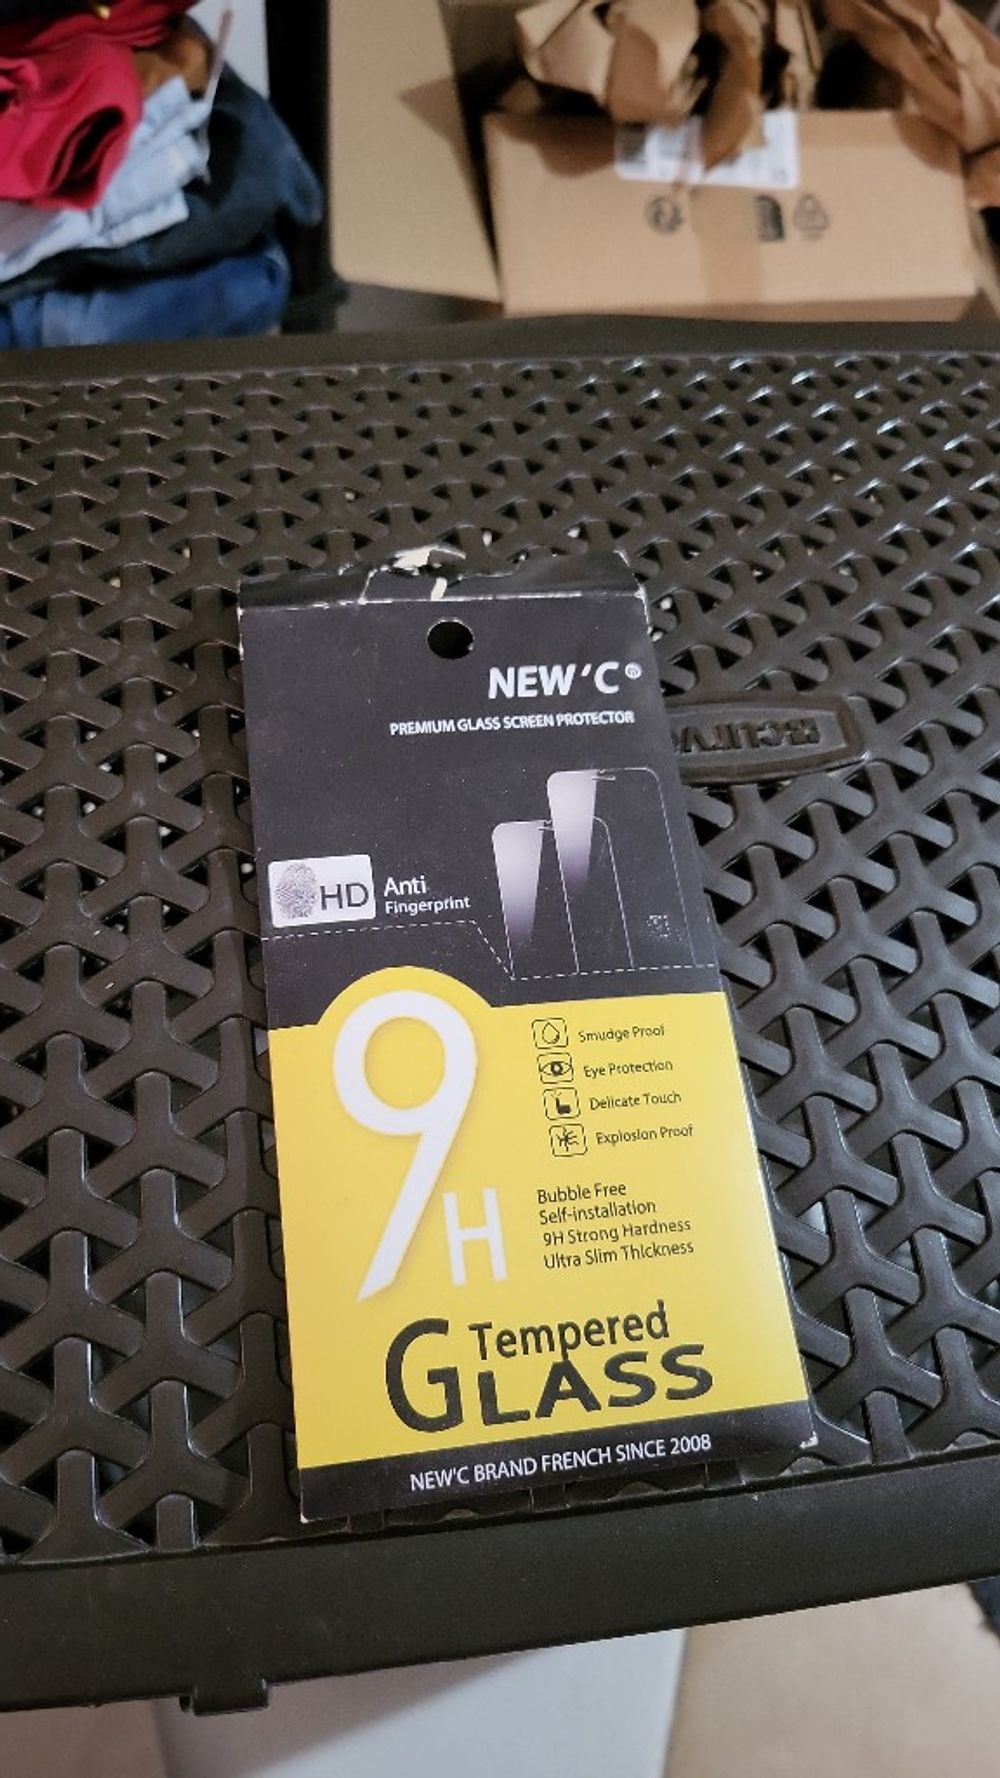 NEW'C®
PREMIUM GLASS SCREEN PROTECTOR
HD
Anti
Fingerprint
9H
Smudge Proof
Eye Protection
Delicate Touch
Explosion Proof
Bubble Free
Self-installation
9H Strong Hardness
Ultra Slim Thickness
Tempered
GLASS
NEW'C BRAND FRENCH SINCE 2008
CURV